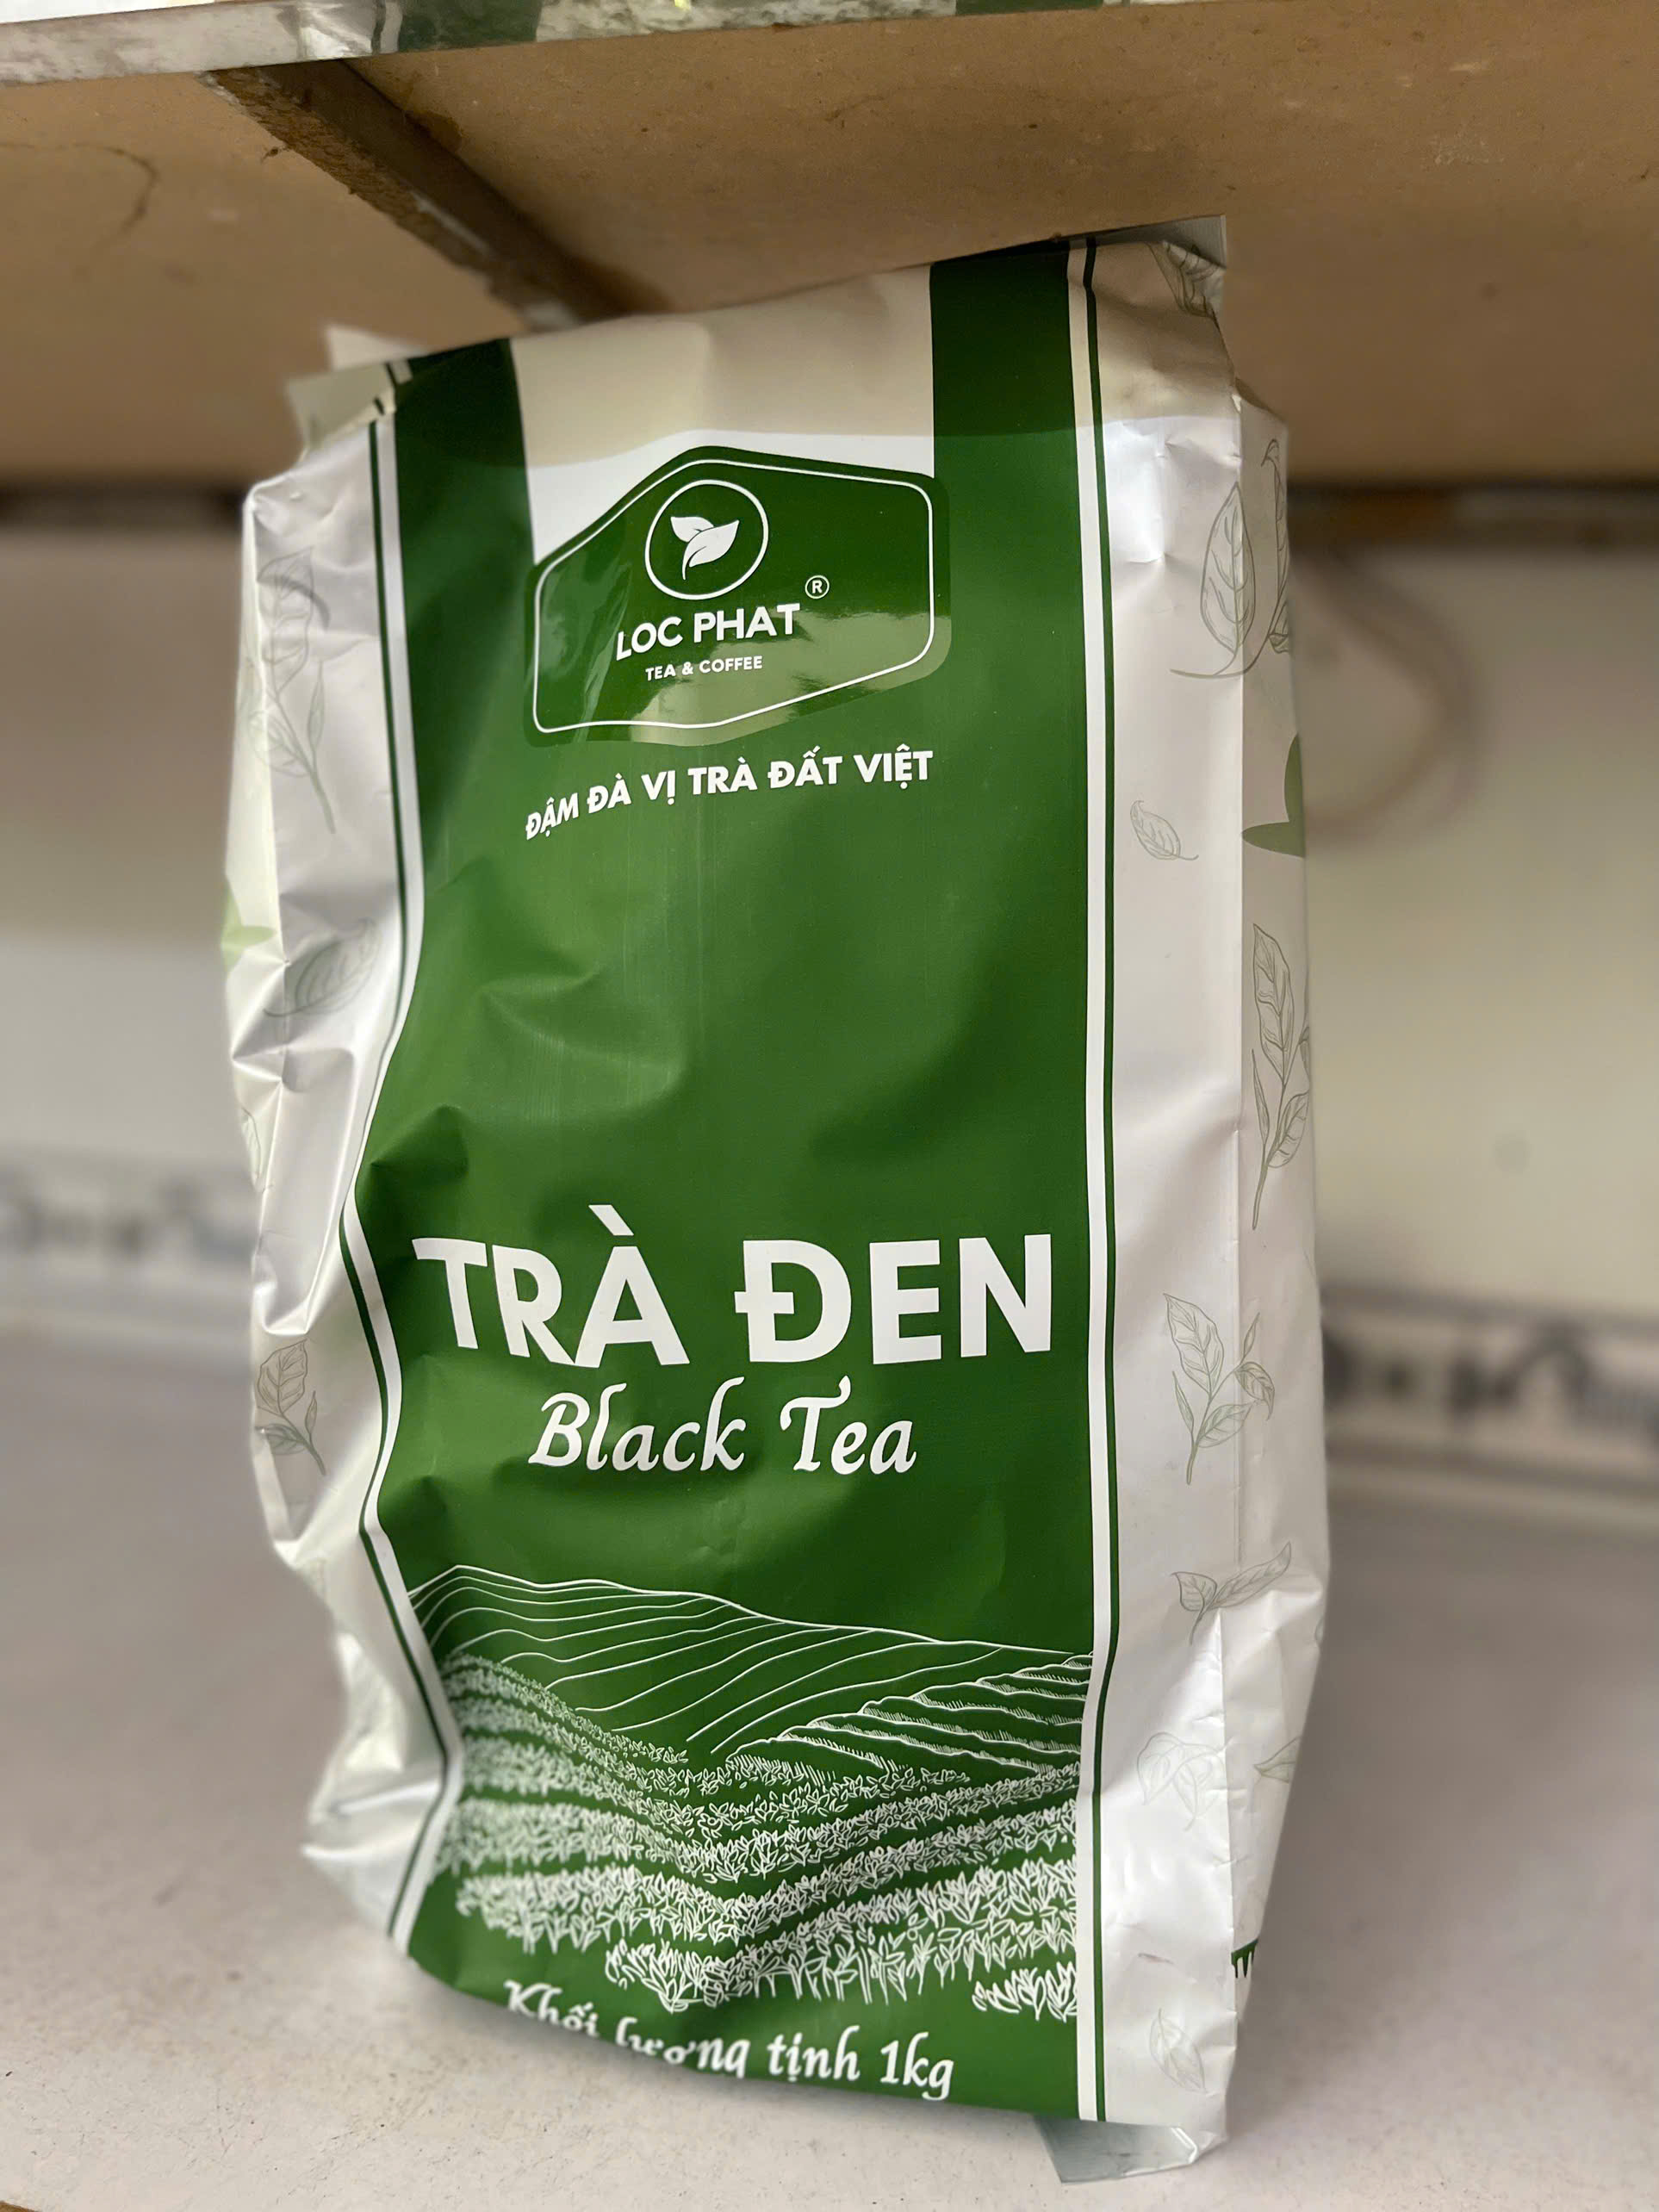 LOC PHAT ®
TEA & COFFEE
ĐẬM ĐÀ VỊ TRÀ ĐẤT VIỆT
TRÀ ĐEN
Black Tea
Khối lượng tịnh 1kg